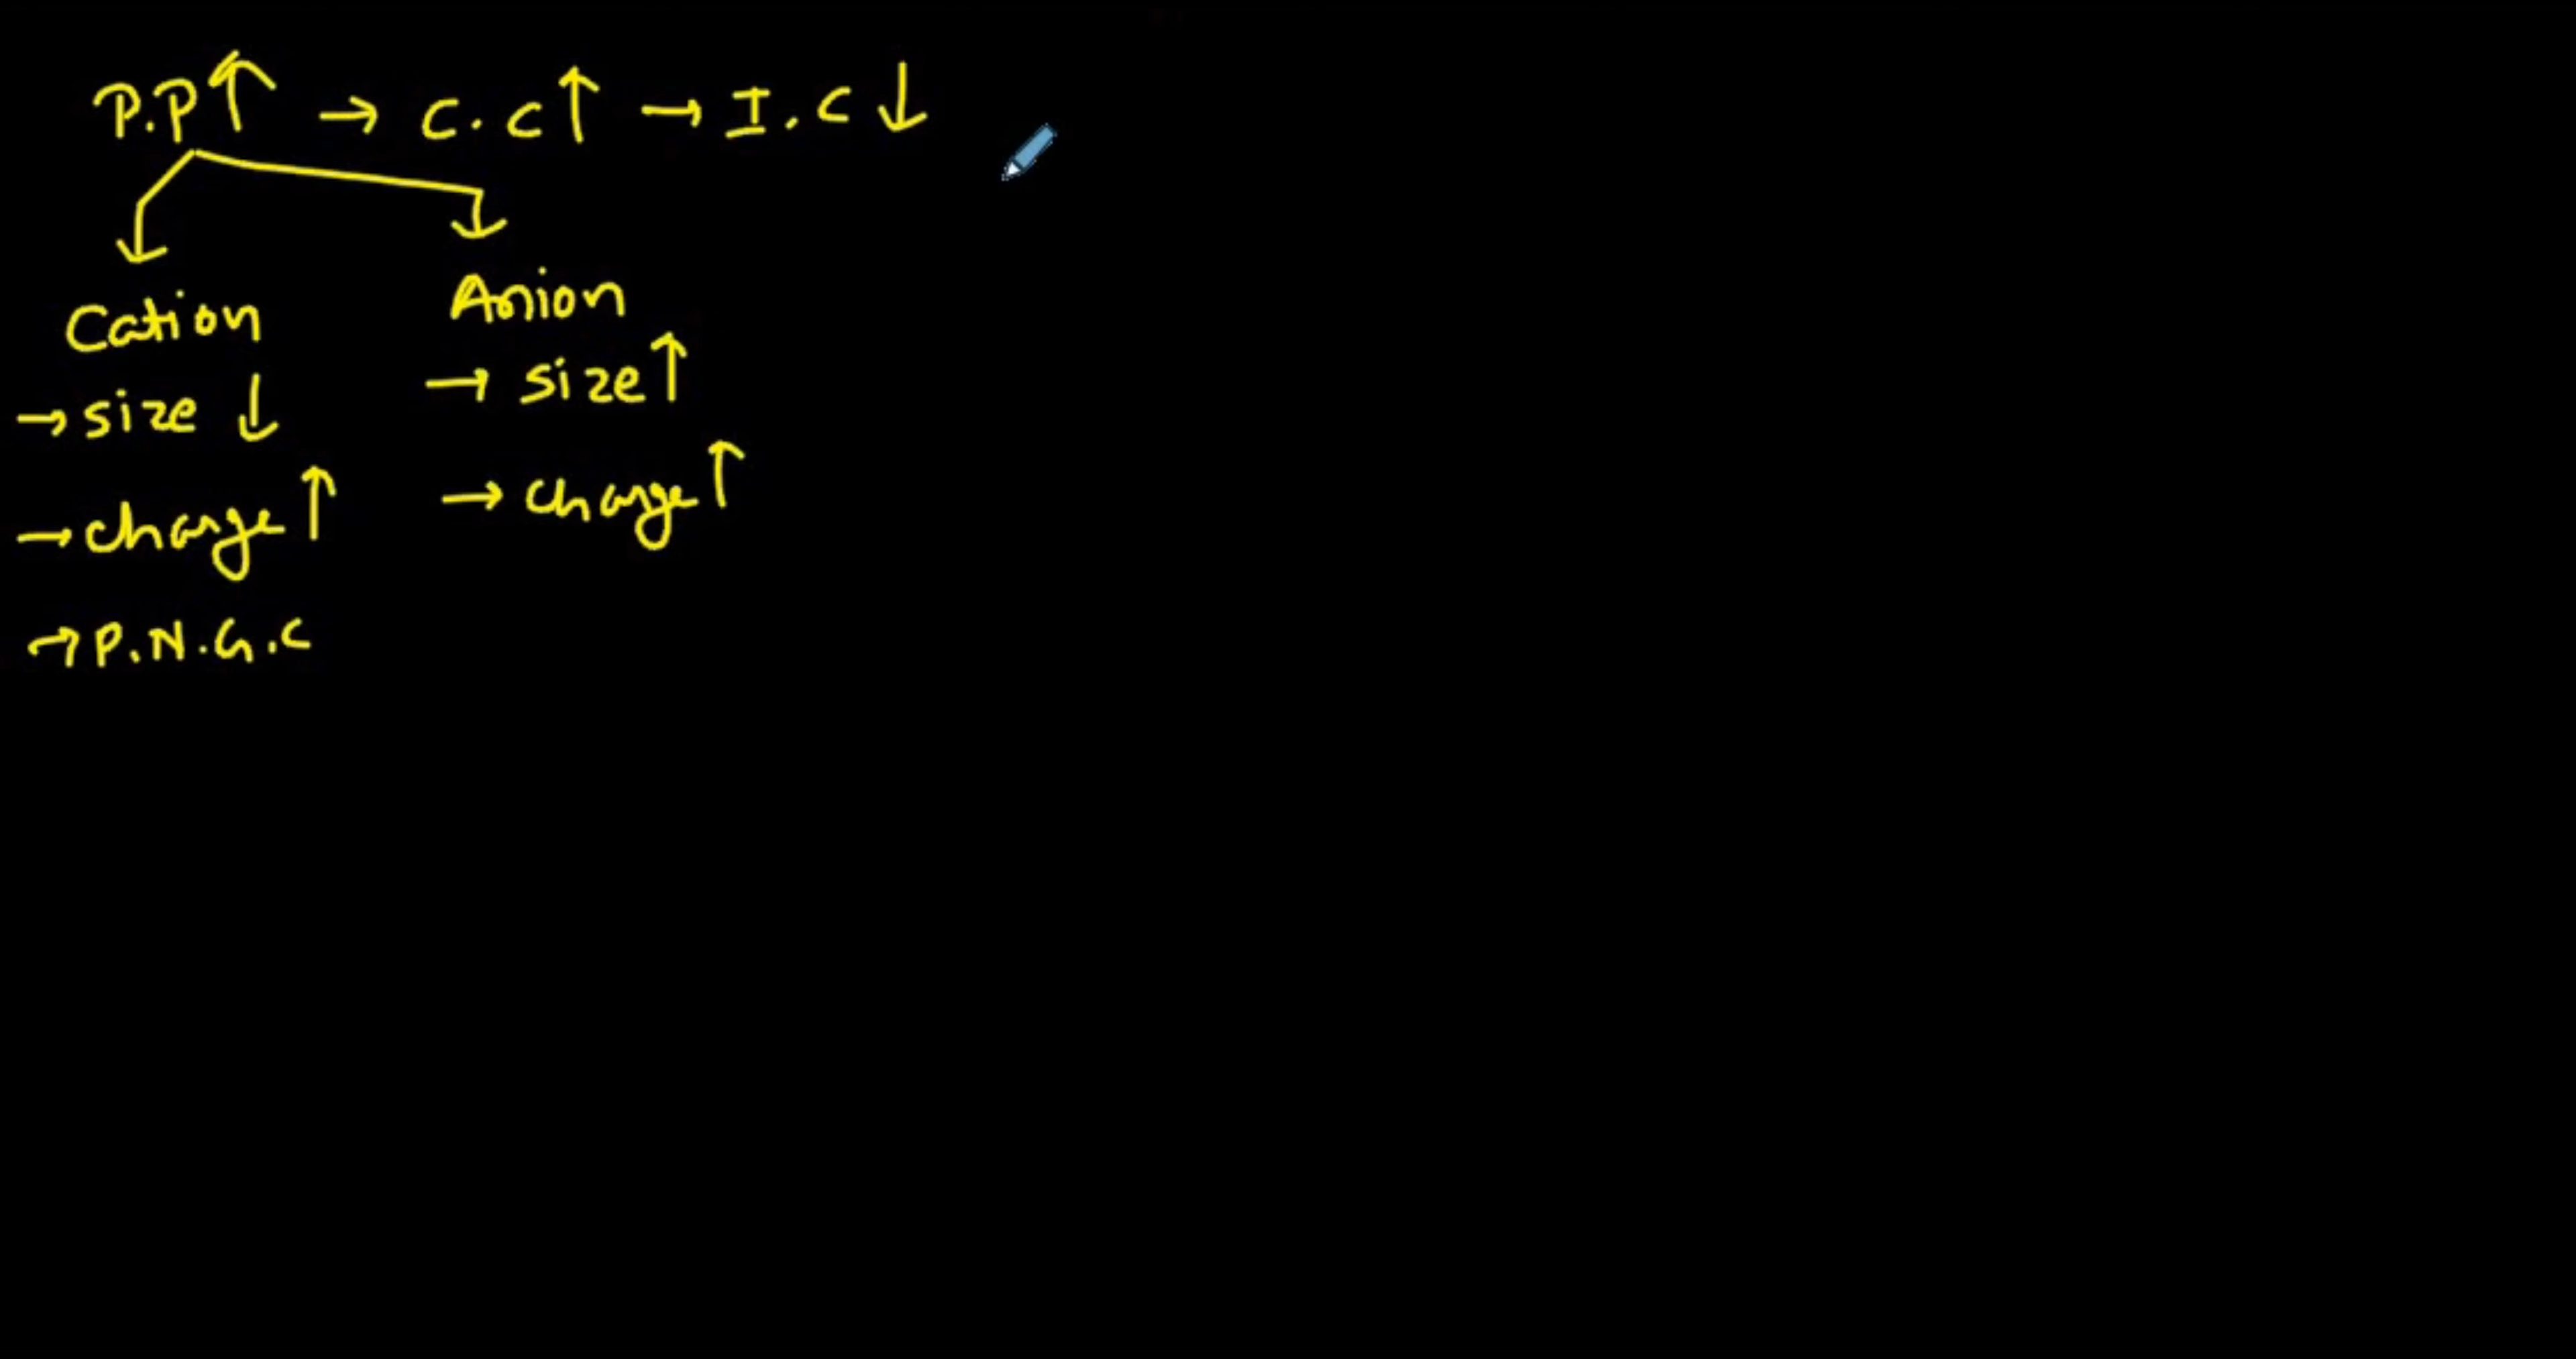 P.P↑ → C.C↑ → I.C↓
Cation
→ size ↓
→ charge↑
→ P.N.G.C
Anion
→ size↑
→ charge↑